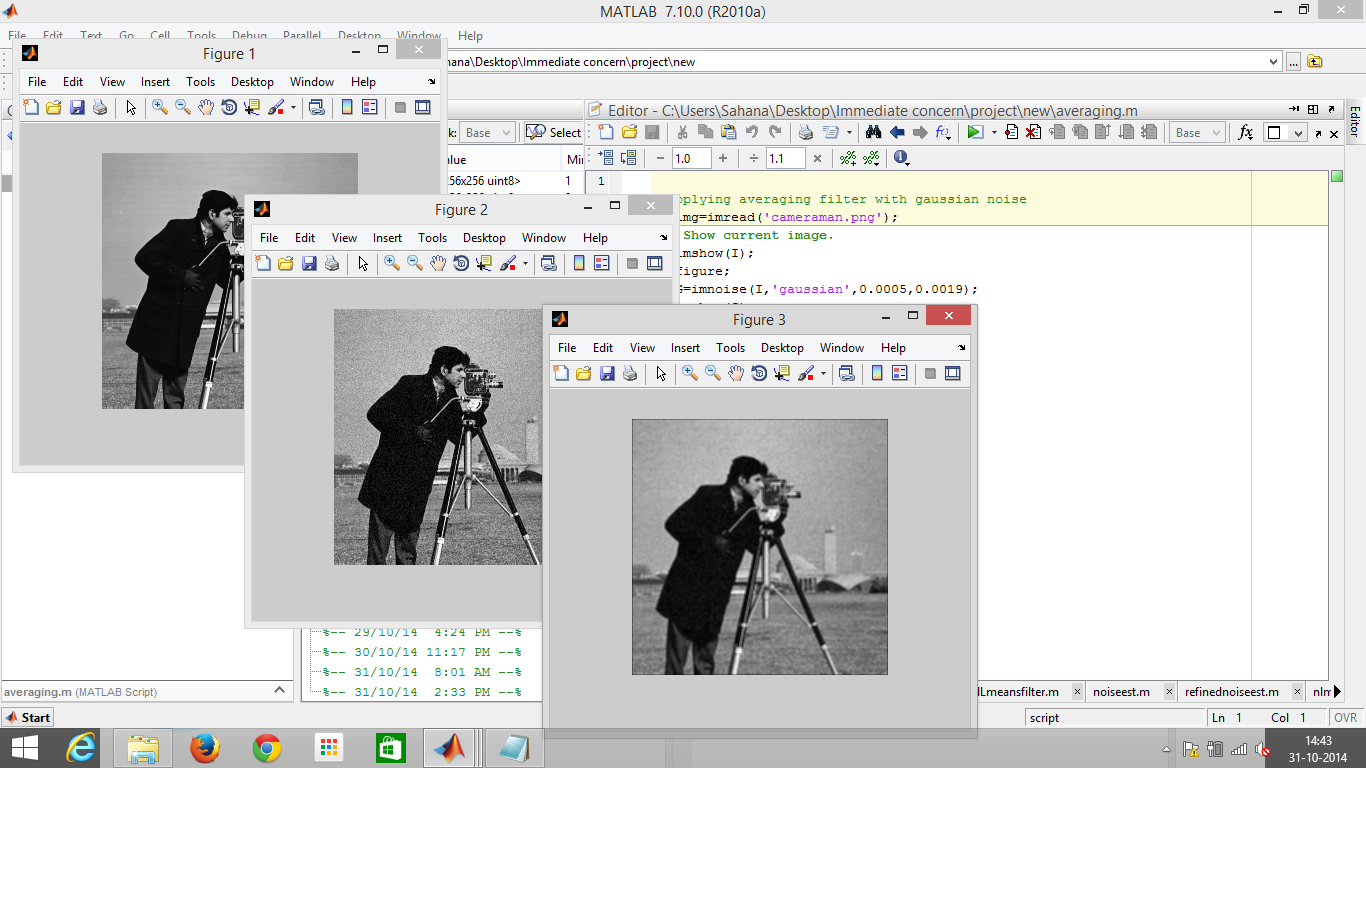 MATLAB 7.10.0 (R2010a)
File Edit Text Go Cell Tools Debug Parallel Desktop Window Help
Figure 1
File Edit View Insert Tools Desktop Window Help
\Desktop\Immediate concern\project\new
...
Editor - C:\Users\Sahana\Desktop\Immediate concern\project\new\averaging.m
Editor
Base
Select
Base
fx
56x256 uint8> 1
− 1.0 + ÷ 1.1 ×
1
applying averaging filter with gaussian noise
img=imread('cameraman.png');
Show current image.
imshow(I);
figure;
G=imnoise(I,'gaussian',0.0005,0.0019);
Figure 2
File Edit View Insert Tools Desktop Window Help
Figure 3
File Edit View Insert Tools Desktop Window Help
%-- 29/10/14 4:24 PM --%
%-- 30/10/14 11:17 PM --%
%-- 31/10/14 8:01 AM --%
%-- 31/10/14 2:33 PM --%
averaging.m (MATLAB Script)
Lmeansfilter.m noiseest.m refinednoiseest.m nlm
Start
script Ln 1 Col 1 OVR
14:43
31-10-2014